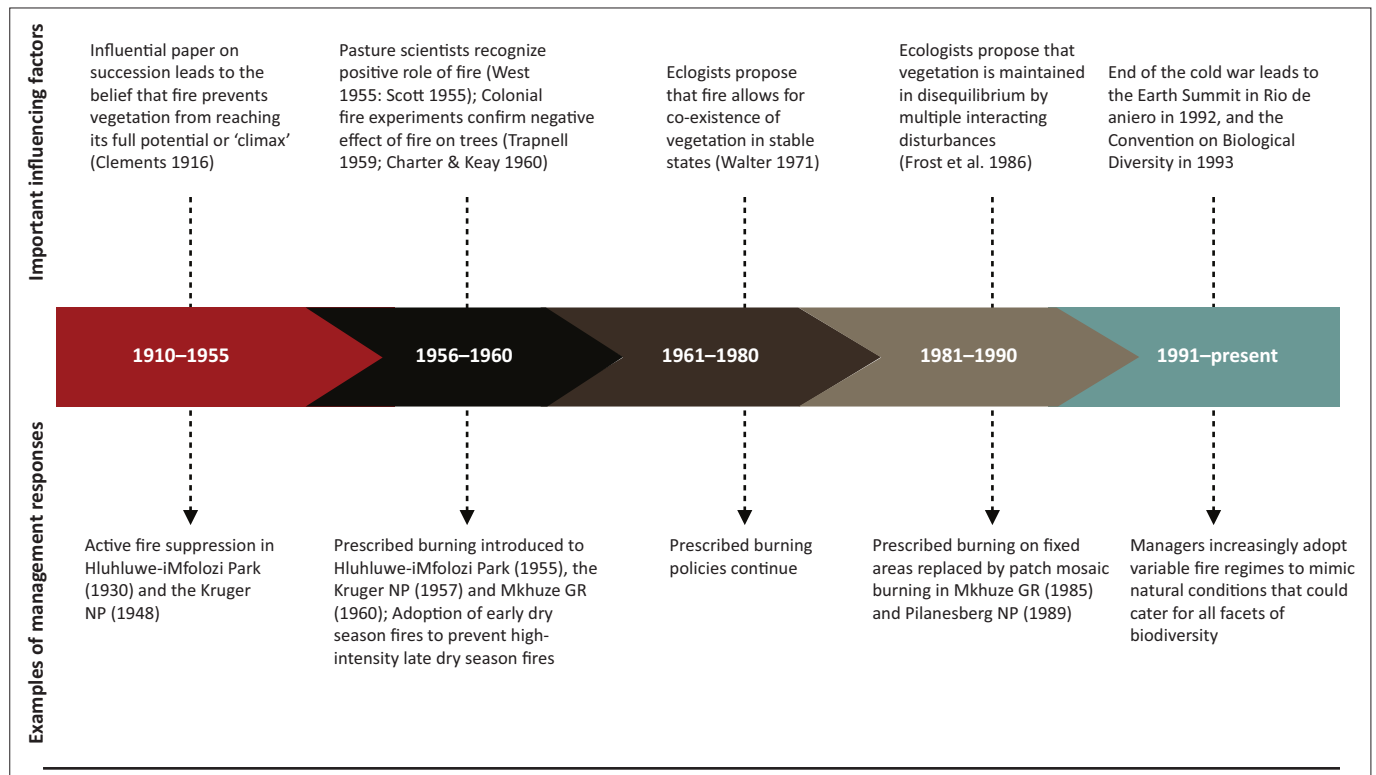 Important influencing factors
Influential paper on
succession leads to the
belief that fire prevents
vegetation from reaching
its full potential or ‘climax’
(Clements 1916)
Pasture scientists recognize
positive role of fire (West
1955: Scott 1955); Colonial
fire experiments confirm negative
effect of fire on trees (Trapnell
1959; Charter & Keay 1960)
Eclogists propose
that fire allows for
co-existence of
vegetation in stable
states (Walter 1971)
Ecologists propose that
vegetation is maintained
in disequilibrium by
multiple interacting
disturbances
(Frost et al. 1986)
End of the cold war leads to
the Earth Summit in Rio de
aniero in 1992, and the
Convention on Biological
Diversity in 1993
1910–1955
1956–1960
1961–1980
1981–1990
1991–present
Examples of management responses
Active fire suppression in
Hluhluwe-iMfolozi Park
(1930) and the Kruger
NP (1948)
Prescribed burning introduced to
Hluhluwe-iMfolozi Park (1955), the
Kruger NP (1957) and Mkhuze GR
(1960); Adoption of early dry
season fires to prevent high-
intensity late dry season fires
Prescribed burning
policies continue
Prescribed burning on fixed
areas replaced by patch mosaic
burning in Mkhuze GR (1985)
and Pilanesberg NP (1989)
Managers increasingly adopt
variable fire regimes to mimic
natural conditions that could
cater for all facets of
biodiversity